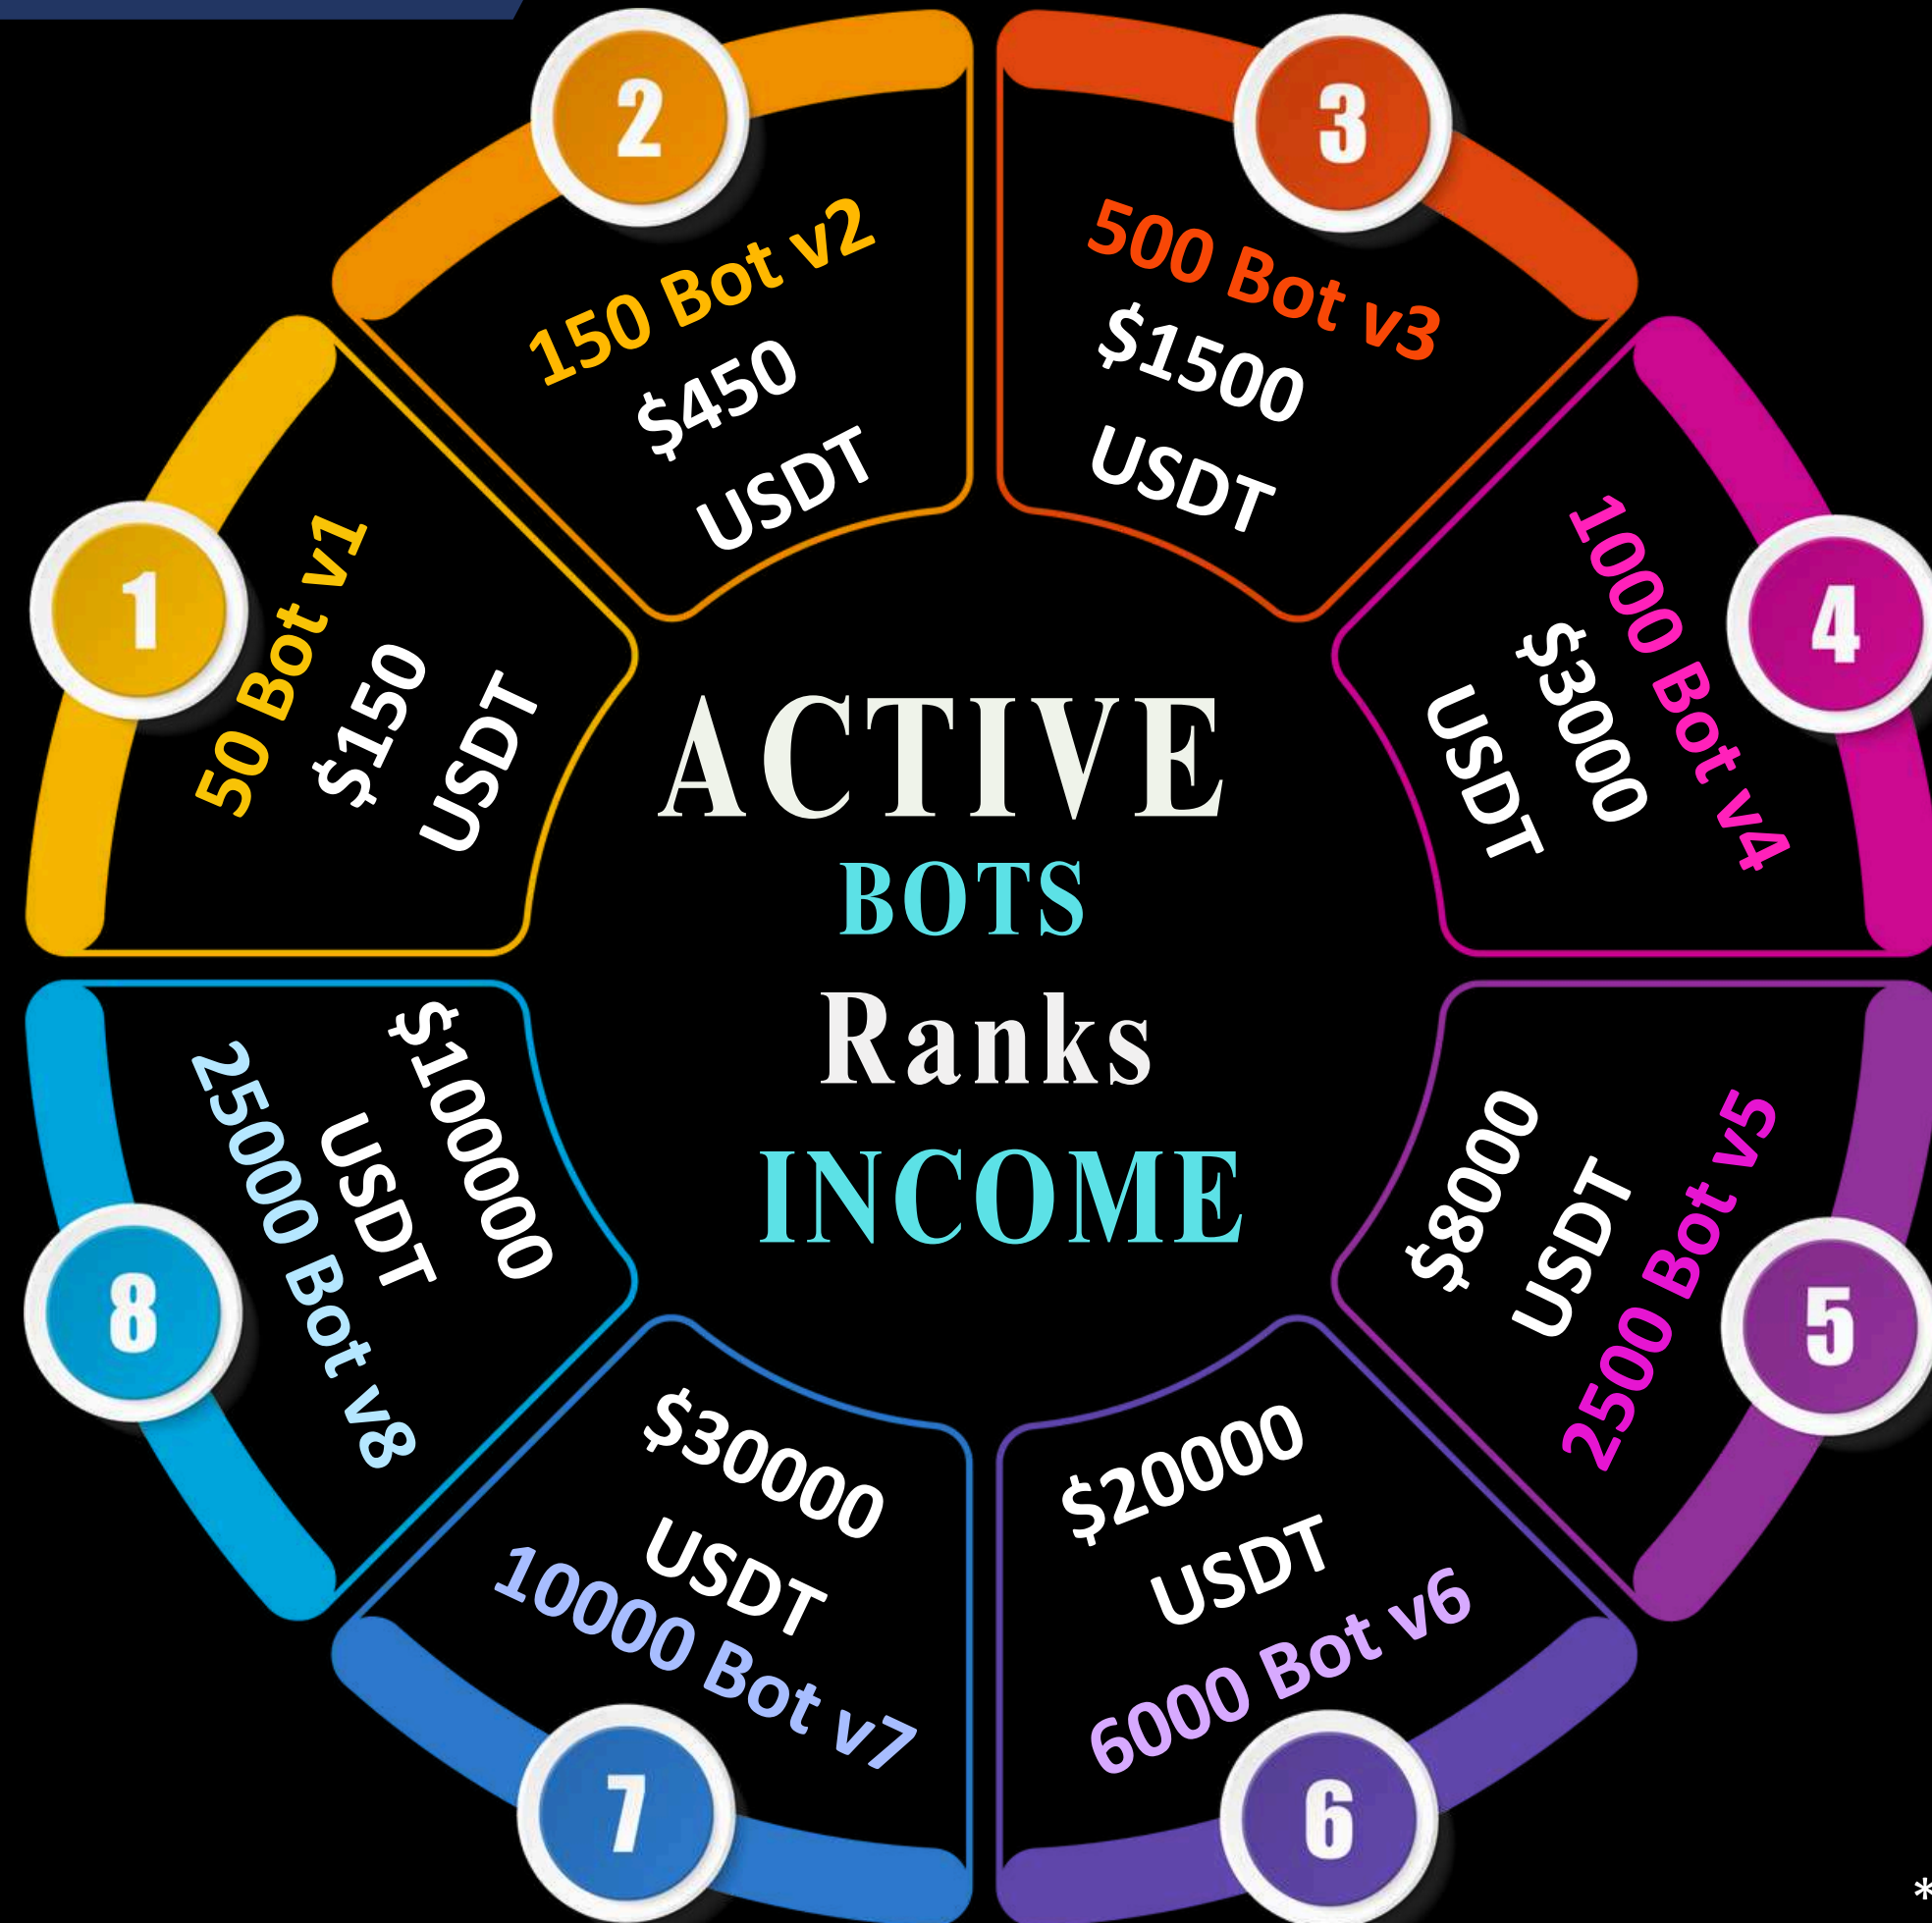 1
50 Bot v1
$150
USDT
2
150 Bot v2
$450
USDT
3
500 Bot v3
$1500
USDT
4
1000 Bot v4
$3000
USDT
5
$8000
USDT
2500 Bot v5
6
$20000
USDT
6000 Bot v6
7
$30000
USDT
10000 Bot v7
8
$100000
USDT
25000 Bot v8
ACTIVE
BOTS
Ranks
INCOME
*